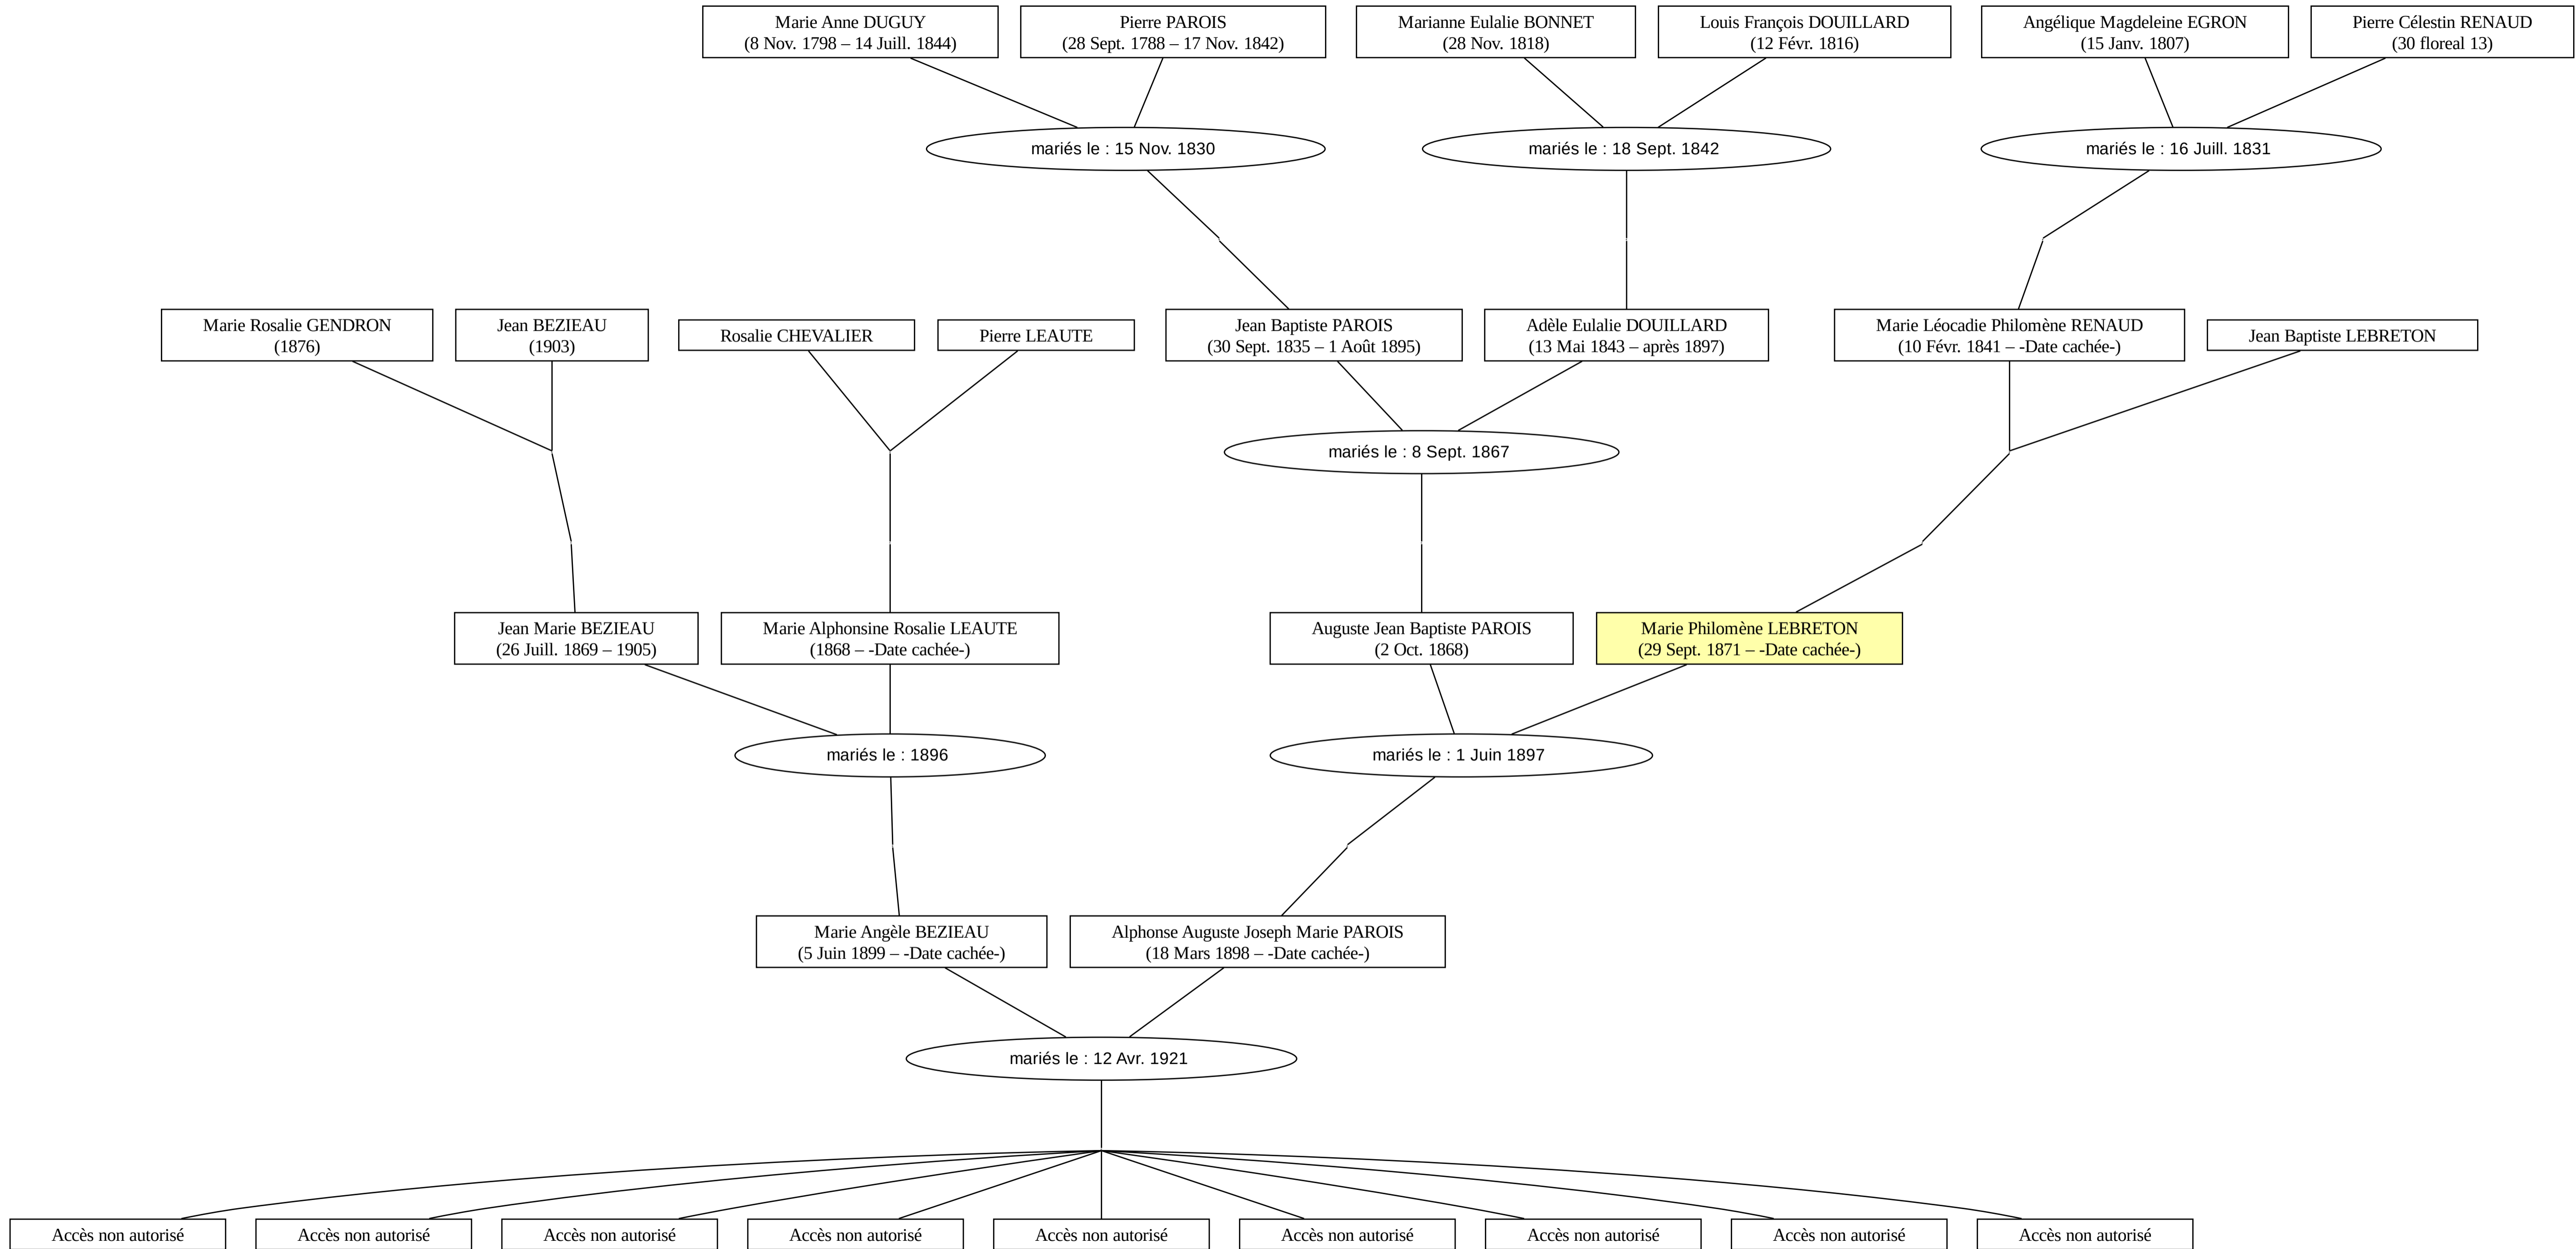 Marie Anne DUGUY
(8 Nov. 1798 – 14 Juill. 1844)
Pierre PAROIS
(28 Sept. 1788 – 17 Nov. 1842)
Marianne Eulalie BONNET
(28 Nov. 1818)
Louis François DOUILLARD
(12 Févr. 1816)
Angélique Magdeleine EGRON
(15 Janv. 1807)
Pierre Célestin RENAUD
(30 floreal 13)
mariés le : 15 Nov. 1830
mariés le : 18 Sept. 1842
mariés le : 16 Juill. 1831
Marie Rosalie GENDRON
(1876)
Jean BEZIEAU
(1903)
Rosalie CHEVALIER
Pierre LEAUTE
Jean Baptiste PAROIS
(30 Sept. 1835 – 1 Août 1895)
Adèle Eulalie DOUILLARD
(13 Mai 1843 – après 1897)
Marie Léocadie Philomène RENAUD
(10 Févr. 1841 – -Date cachée-)
Jean Baptiste LEBRETON
mariés le : 8 Sept. 1867
Jean Marie BEZIEAU
(26 Juill. 1869 – 1905)
Marie Alphonsine Rosalie LEAUTE
(1868 – -Date cachée-)
Auguste Jean Baptiste PAROIS
(2 Oct. 1868)
Marie Philomène LEBRETON
(29 Sept. 1871 – -Date cachée-)
mariés le : 1896
mariés le : 1 Juin 1897
Marie Angèle BEZIEAU
(5 Juin 1899 – -Date cachée-)
Alphonse Auguste Joseph Marie PAROIS
(18 Mars 1898 – -Date cachée-)
mariés le : 12 Avr. 1921
Accès non autorisé
Accès non autorisé
Accès non autorisé
Accès non autorisé
Accès non autorisé
Accès non autorisé
Accès non autorisé
Accès non autorisé
Accès non autorisé